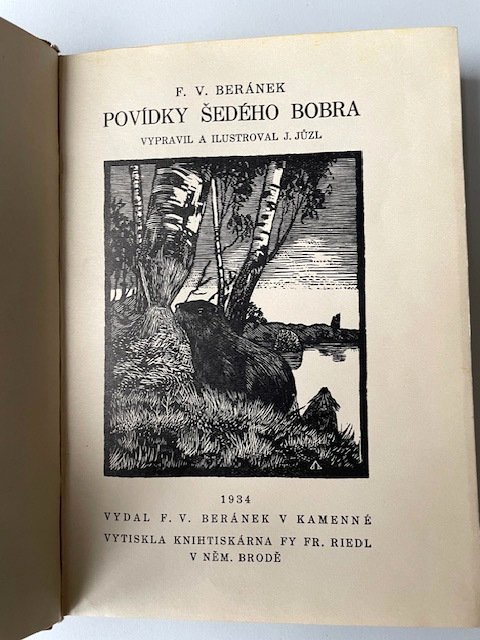 F. V. BERÁNEK
POVÍDKY ŠEDÉHO BOBRA
VYPRAVIL A ILUSTROVAL J. JŮZL
1934
VYDAL F. V. BERÁNEK V KAMENNÉ
VYTISKLA KNIHTISKÁRNA FY FR. RIEDL
V NĚM. BRODĚ